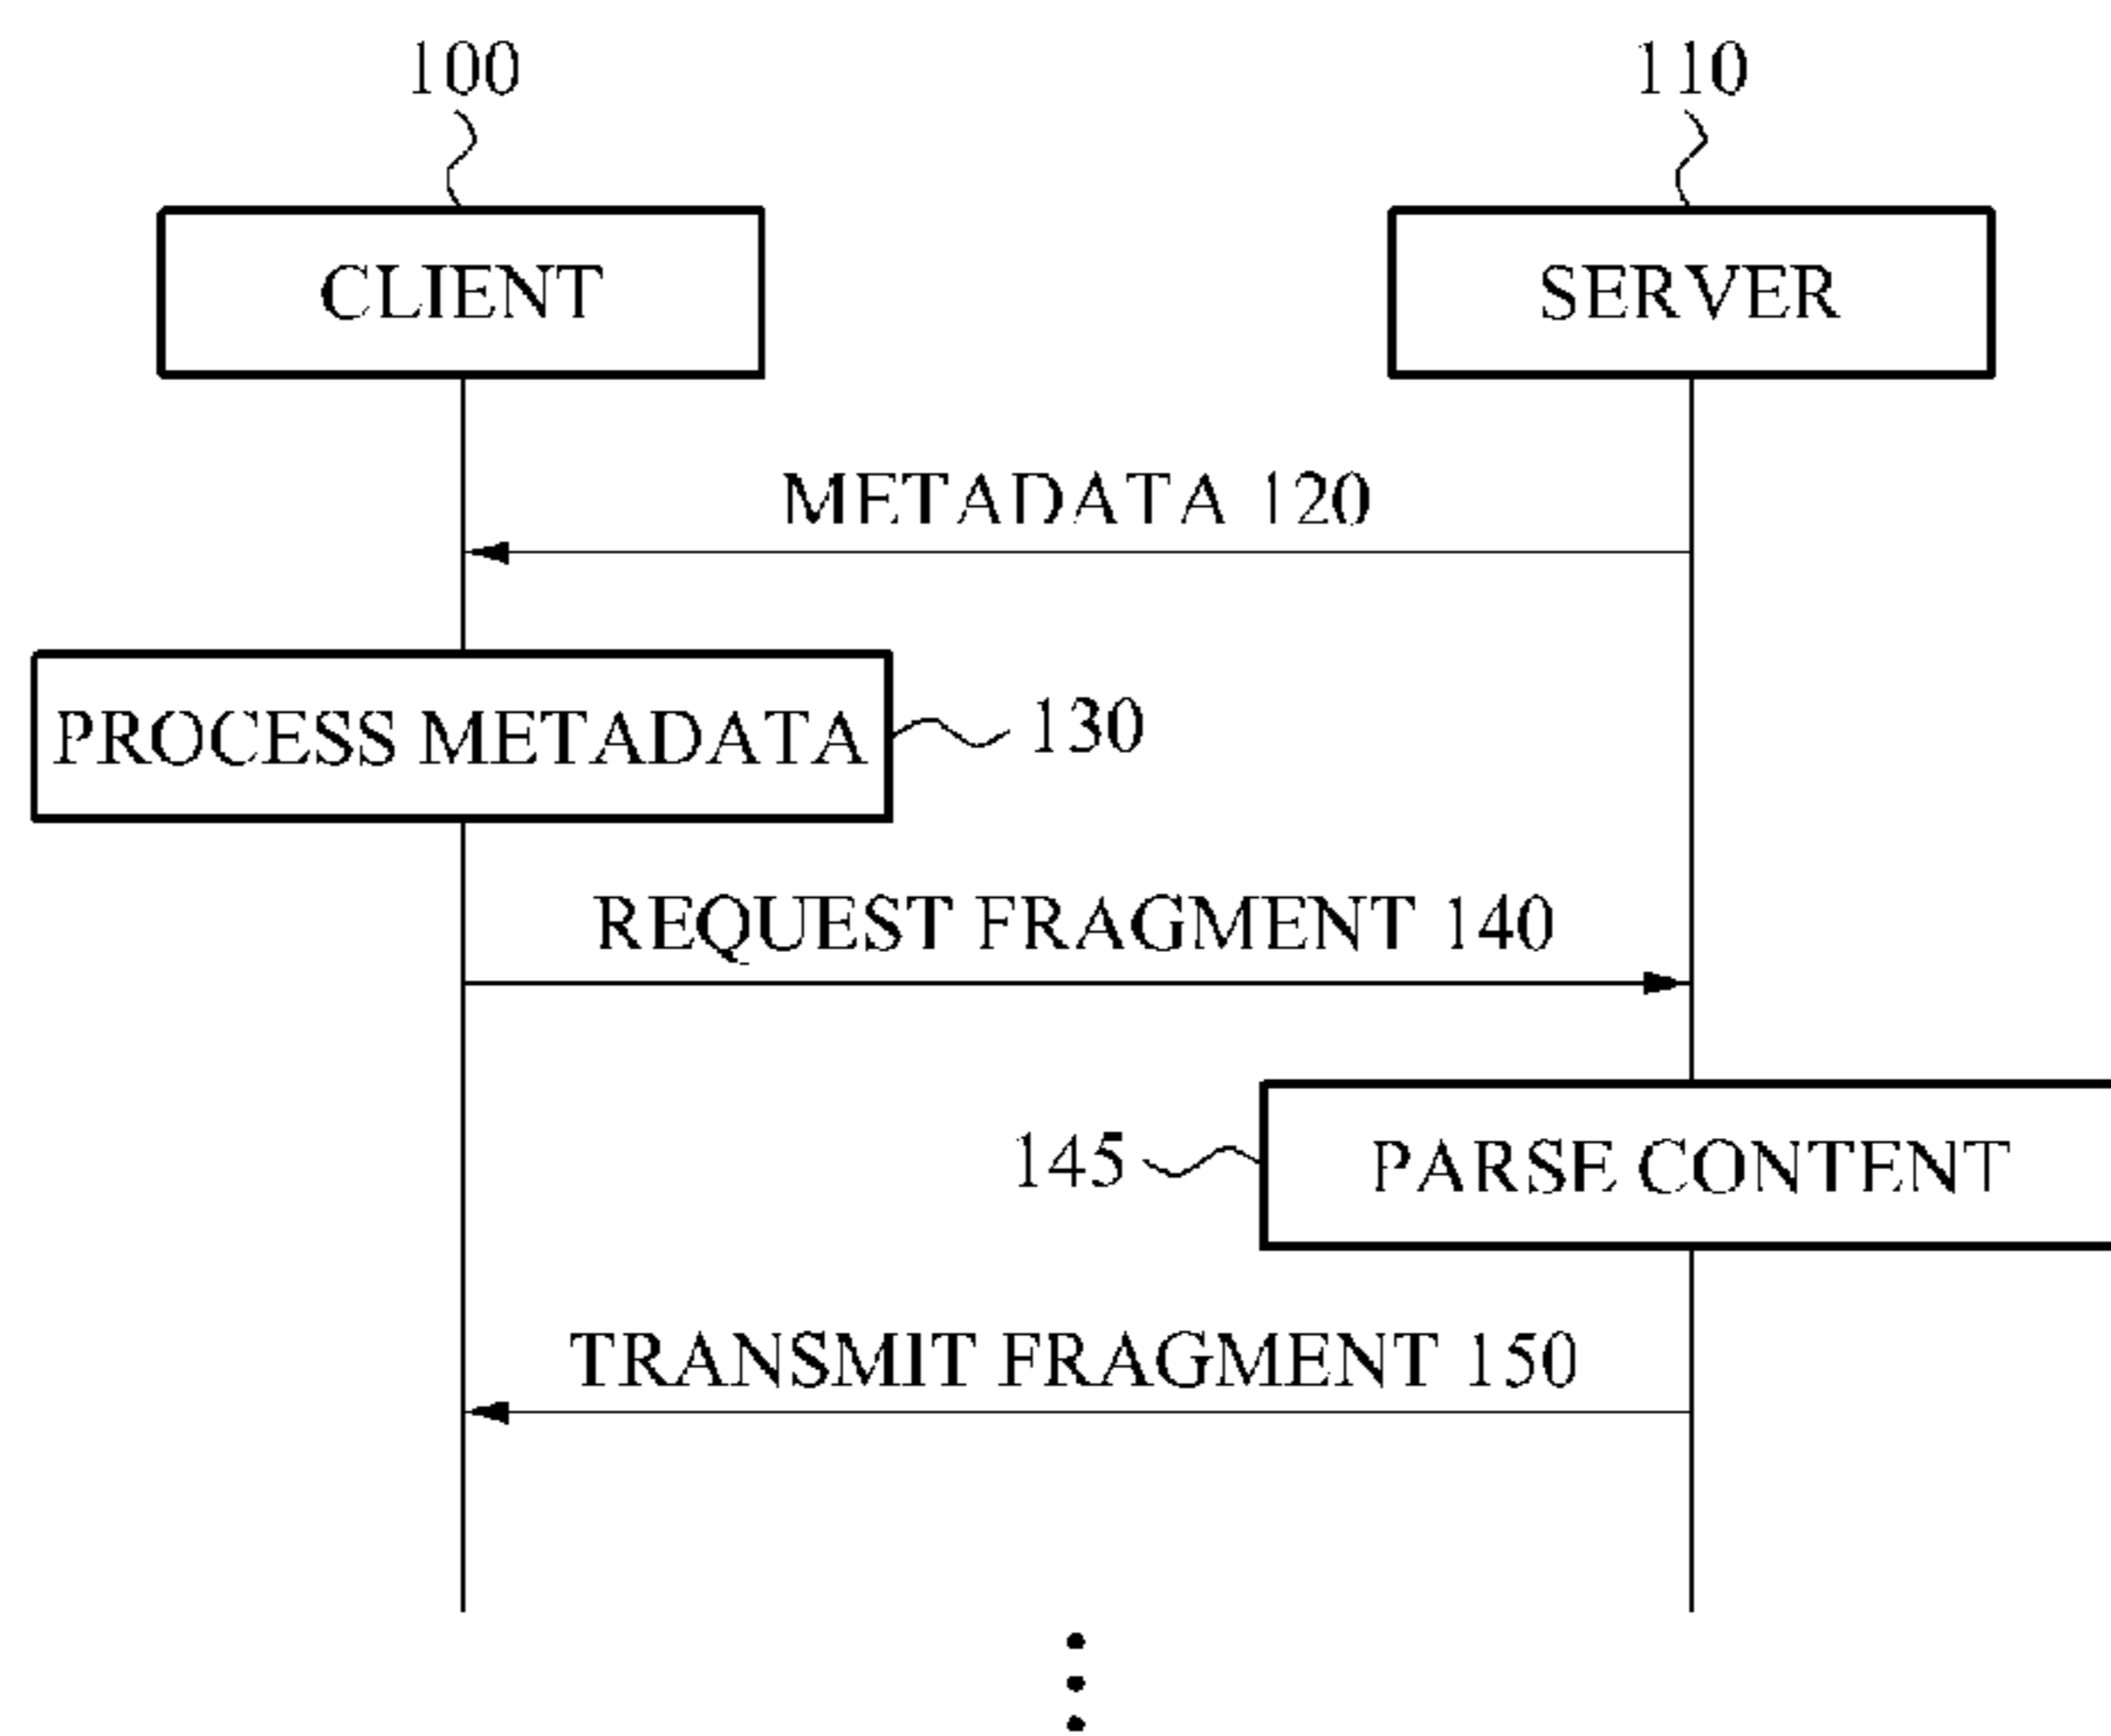 100
110
CLIENT
SERVER
METADATA 120
PROCESS METADATA
130
REQUEST FRAGMENT 140
145
PARSE CONTENT
TRANSMIT FRAGMENT 150